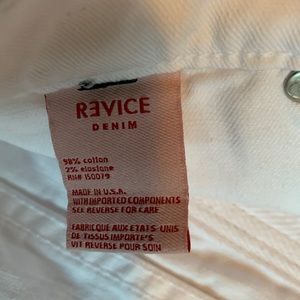 RƎVICE
DENIM
98% cotton
2% elastane
RN# 150079
MADE IN U.S.A.
WITH IMPORTED COMPONENTS
SEE REVERSE FOR CARE
FABRIQUE AUX ETATS UNIS
DE TISSUS IMPORTE'S
VIT REVERSE POUR SOIN